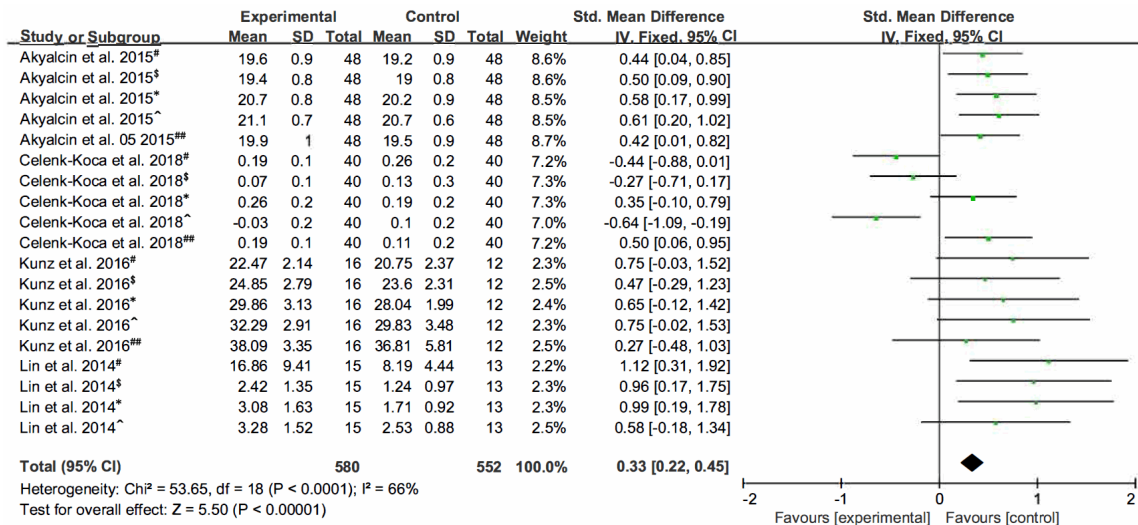 Experimental Control Std. Mean Difference Std. Mean Difference
Study or Subgroup Mean SD Total Mean SD Total Weight IV, Fixed, 95% CI IV, Fixed, 95% CI
Akyalcin et al. 2015# 19.6 0.9 48 19.2 0.9 48 8.6% 0.44 [0.04, 0.85]
Akyalcin et al. 2015$ 19.4 0.8 48 19 0.8 48 8.6% 0.50 [0.09, 0.90]
Akyalcin et al. 2015* 20.7 0.8 48 20.2 0.9 48 8.5% 0.58 [0.17, 0.99]
Akyalcin et al. 2015^ 21.1 0.7 48 20.7 0.6 48 8.5% 0.61 [0.20, 1.02]
Akyalcin et al. 05 2015## 19.9 1 48 19.5 0.9 48 8.7% 0.42 [0.01, 0.82]
Celenk-Koca et al. 2018# 0.19 0.1 40 0.26 0.2 40 7.2% -0.44 [-0.88, 0.01]
Celenk-Koca et al. 2018$ 0.07 0.1 40 0.13 0.3 40 7.3% -0.27 [-0.71, 0.17]
Celenk-Koca et al. 2018* 0.26 0.2 40 0.19 0.2 40 7.2% 0.35 [-0.10, 0.79]
Celenk-Koca et al. 2018^ -0.03 0.2 40 0.1 0.2 40 7.0% -0.64 [-1.09, -0.19]
Celenk-Koca et al. 2018## 0.19 0.1 40 0.11 0.2 40 7.2% 0.50 [0.06, 0.95]
Kunz et al. 2016# 22.47 2.14 16 20.75 2.37 12 2.3% 0.75 [-0.03, 1.52]
Kunz et al. 2016$ 24.85 2.79 16 23.6 2.31 12 2.5% 0.47 [-0.29, 1.23]
Kunz et al. 2016* 29.86 3.13 16 28.04 1.99 12 2.4% 0.65 [-0.12, 1.42]
Kunz et al. 2016^ 32.29 2.91 16 29.83 3.48 12 2.3% 0.75 [-0.02, 1.53]
Kunz et al. 2016## 38.09 3.35 16 36.81 5.81 12 2.5% 0.27 [-0.48, 1.03]
Lin et al. 2014# 16.86 9.41 15 8.19 4.44 13 2.2% 1.12 [0.31, 1.92]
Lin et al. 2014$ 2.42 1.35 15 1.24 0.97 13 2.3% 0.96 [0.17, 1.75]
Lin et al. 2014* 3.08 1.63 15 1.71 0.92 13 2.3% 0.99 [0.19, 1.78]
Lin et al. 2014^ 3.28 1.52 15 2.53 0.88 13 2.5% 0.58 [-0.18, 1.34]
Total (95% CI) 580 552 100.0% 0.33 [0.22, 0.45]
Heterogeneity: Chi² = 53.65, df = 18 (P < 0.0001); I² = 66%
Test for overall effect: Z = 5.50 (P < 0.00001)
-2 -1 0 1 2
Favours [experimental] Favours [control]